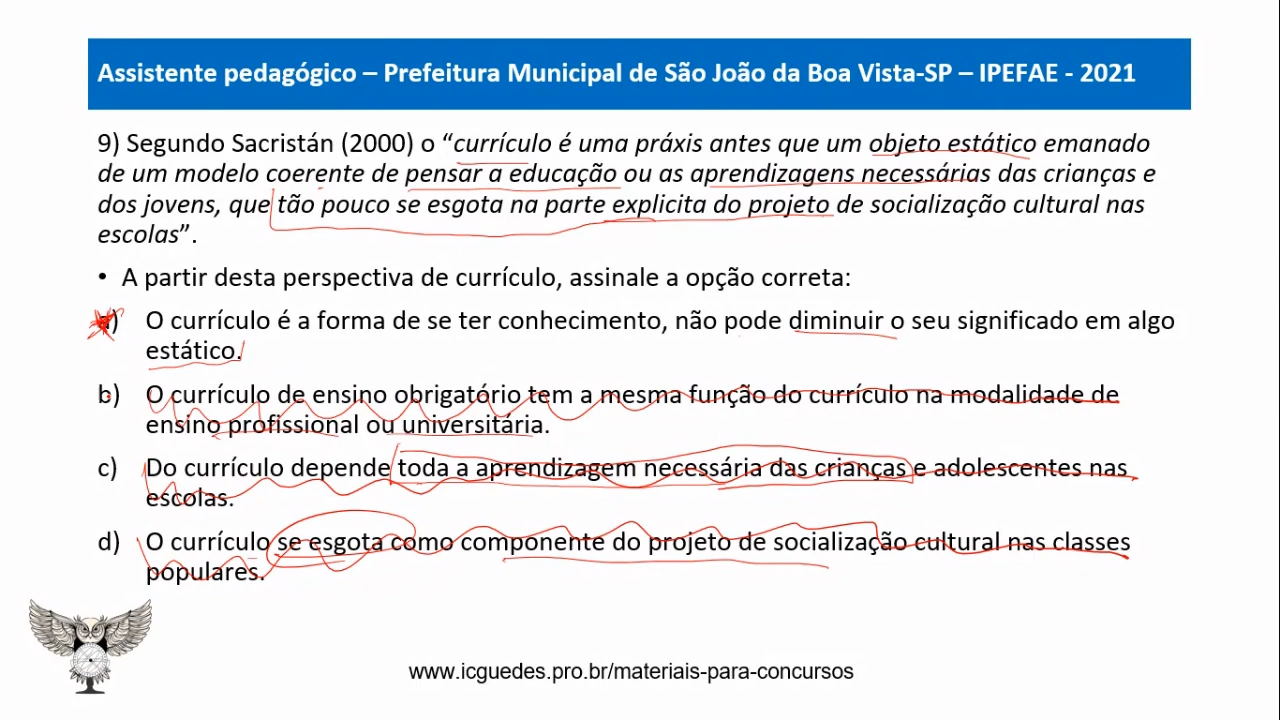 Assistente pedagógico – Prefeitura Municipal de São João da Boa Vista-SP – IPEFAE - 2021
9) Segundo Sacristán (2000) o “currículo é uma práxis antes que um objeto estático emanado
de um modelo coerente de pensar a educação ou as aprendizagens necessárias das crianças e
dos jovens, que tão pouco se esgota na parte explicita do projeto de socialização cultural nas
escolas”.
• A partir desta perspectiva de currículo, assinale a opção correta:
a) O currículo é a forma de se ter conhecimento, não pode diminuir o seu significado em algo
estático.
b) O currículo de ensino obrigatório tem a mesma função do currículo na modalidade de
ensino profissional ou universitária.
c) Do currículo depende toda a aprendizagem necessária das crianças e adolescentes nas
escolas.
d) O currículo se esgota como componente do projeto de socialização cultural nas classes
populares.
www.icguedes.pro.br/materiais-para-concursos